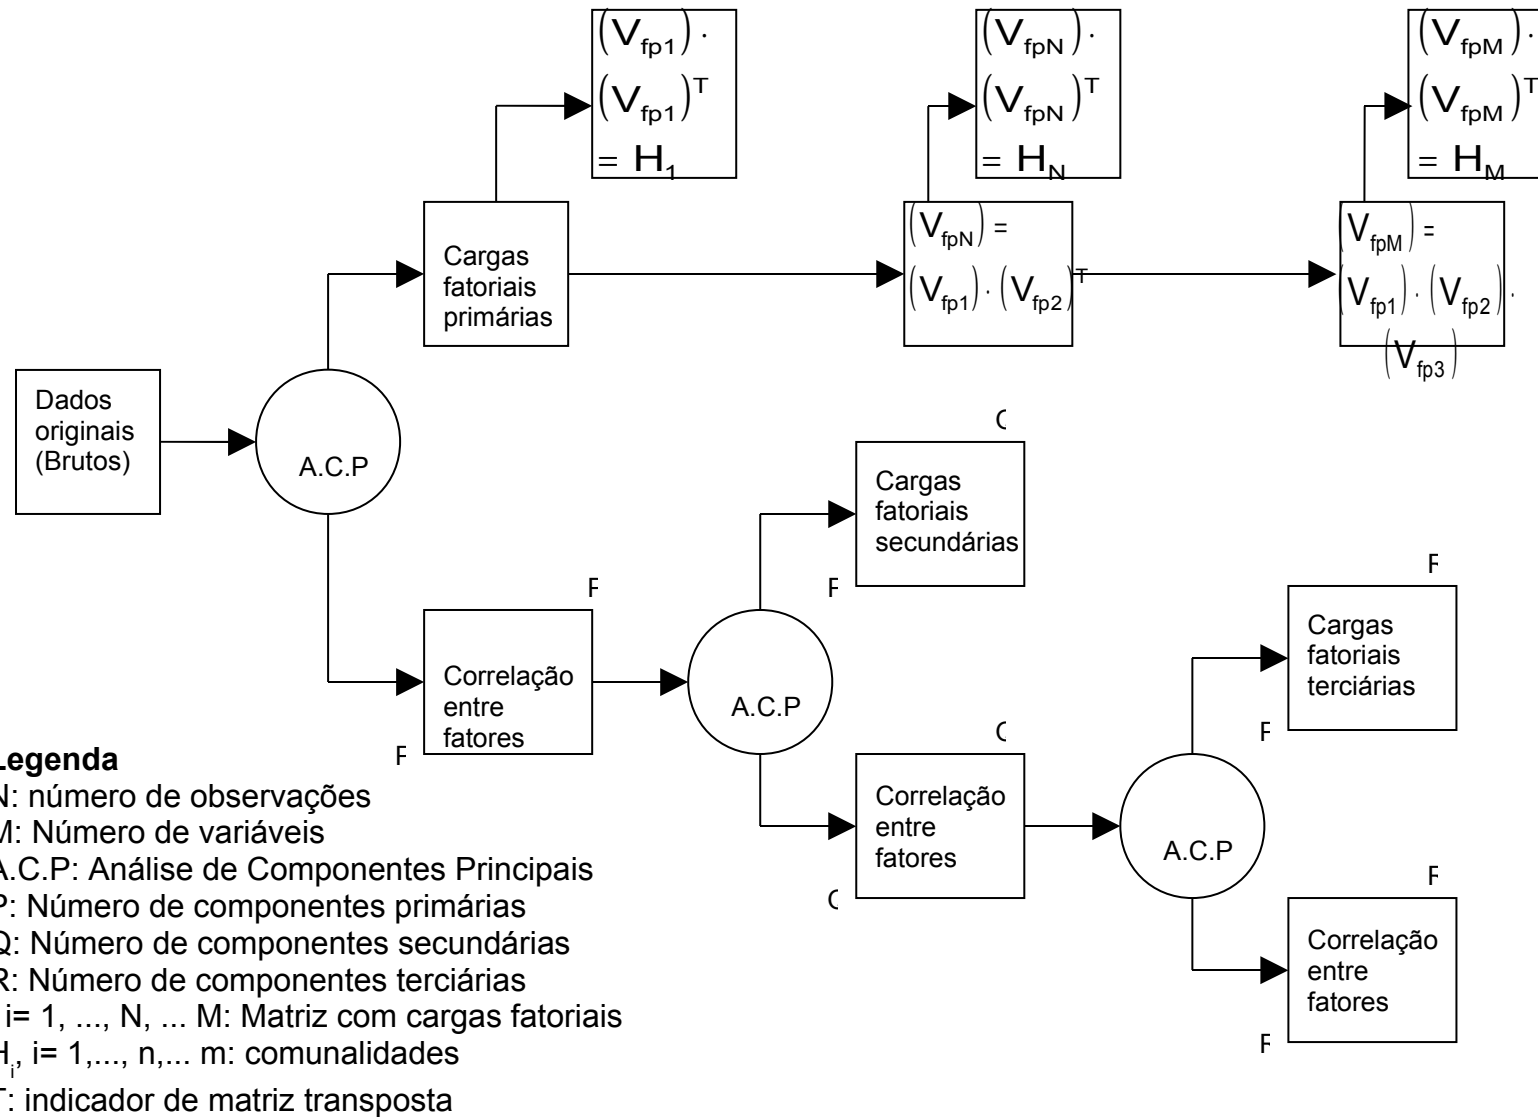 (V_fp1) ·
(V_fp1)^T
= H_1
(V_fpN) ·
(V_fpN)^T
= H_N
(V_fpM) ·
(V_fpM)^T
= H_M
Cargas
fatoriais
primárias
(V_fpN) =
(V_fp1) · (V_fp2)^T
(V_fpM) =
(V_fp1) · (V_fp2) ·
(V_fp3)
Dados
originais
(Brutos)
A.C.P
Cargas
fatoriais
secundárias
Correlação
entre
fatores
A.C.P
Cargas
fatoriais
terciárias
Correlação
entre
fatores
A.C.P
Correlação
entre
fatores
Legenda
N: número de observações
M: Número de variáveis
A.C.P: Análise de Componentes Principais
P: Número de componentes primárias
Q: Número de componentes secundárias
R: Número de componentes terciárias
i= 1, ..., N, ... M: Matriz com cargas fatoriais
H_i, i= 1,..., n,... m: comunalidades
T: indicador de matriz transposta